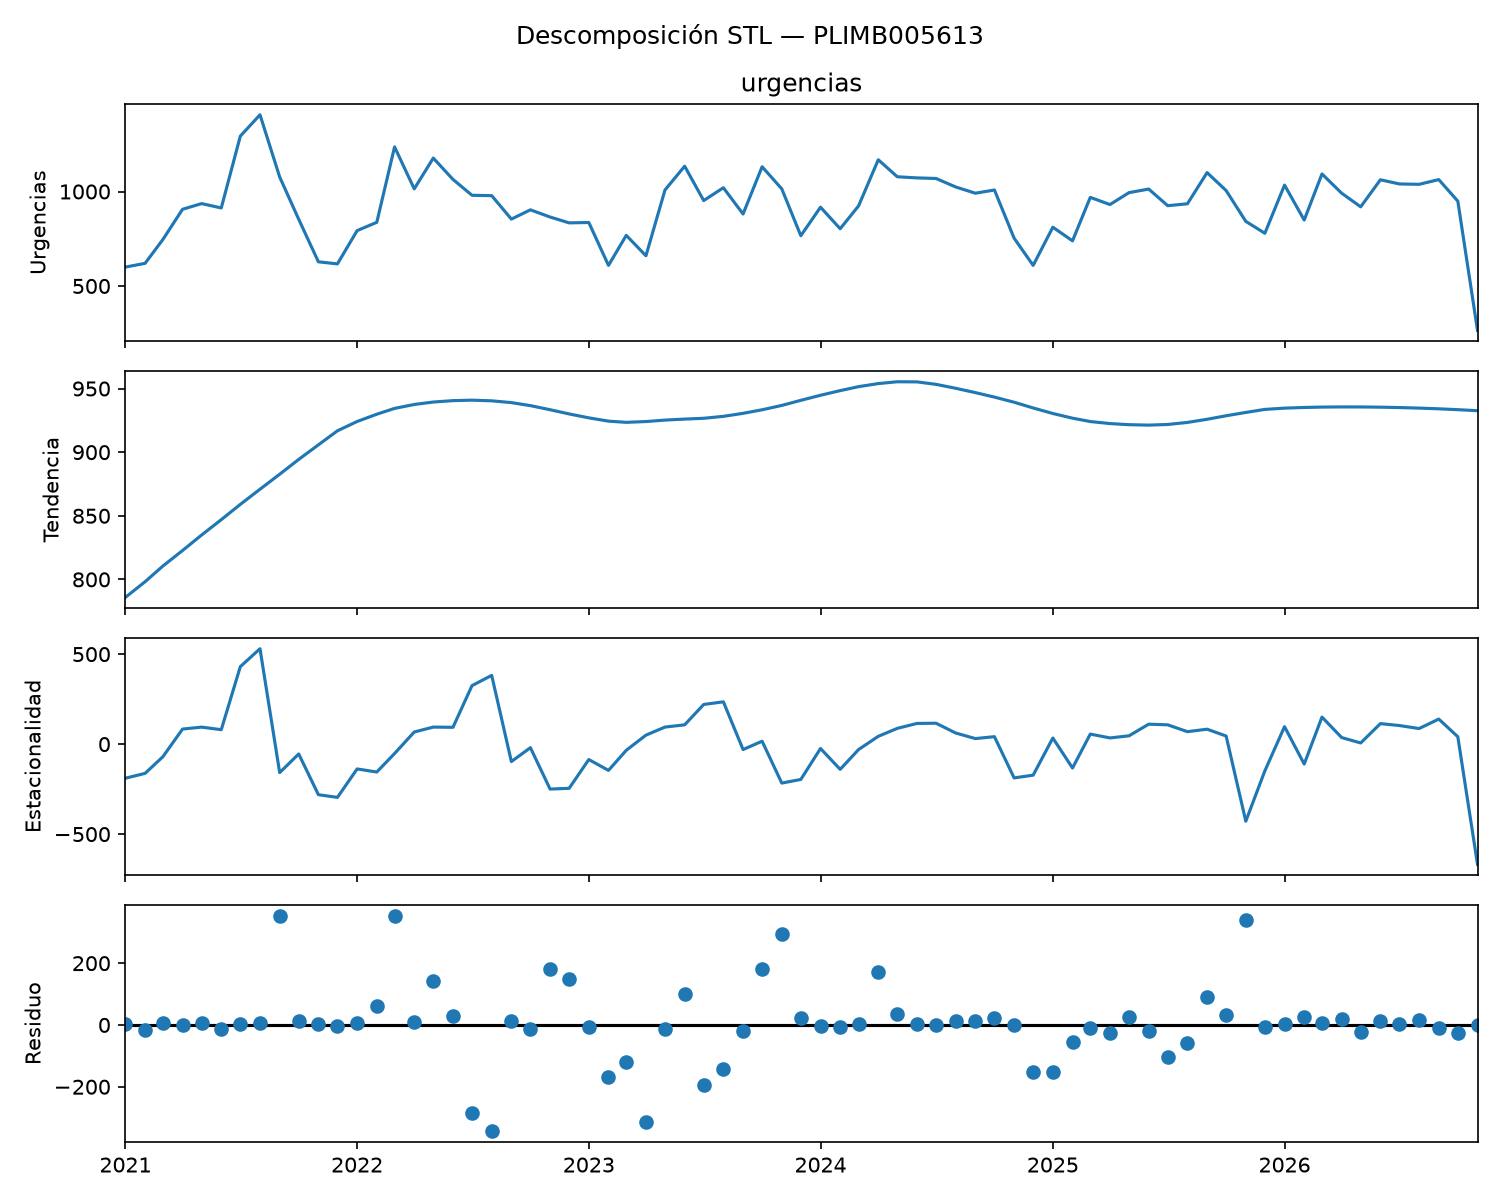 Descomposición STL — PLIMB005613
urgencias
Urgencias
1000
500
Tendencia
950
900
850
800
Estacionalidad
500
0
−500
Residuo
200
0
−200
2021 2022 2023 2024 2025 2026